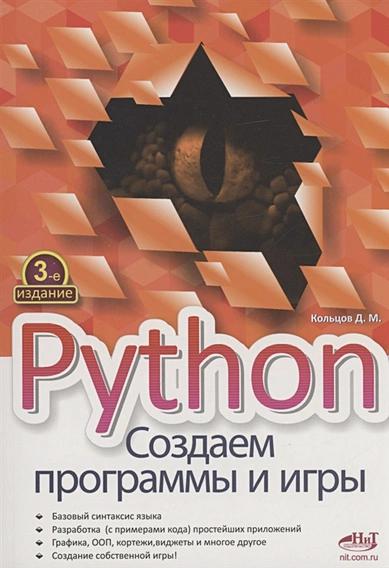 3-е
издание
Кольцов Д. М.
Python
Создаем
программы и игры
Базовый синтаксис языка
Разработка (с примерами кода) простейших приложений
Графика, ООП, кортежи,виджеты и многое другое
Создание собственной игры!
НиТ
ИЗДАТЕЛЬСТВО
nit.com.ru